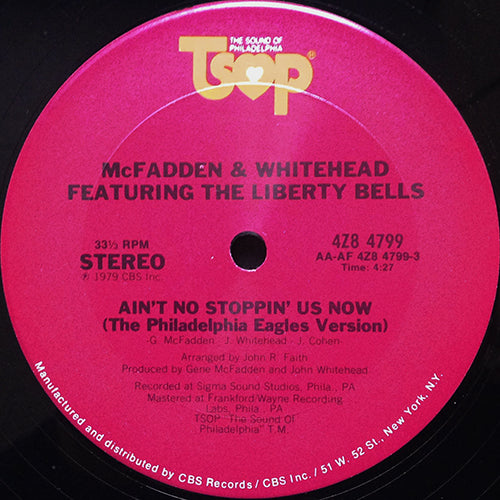 THE SOUND OF
PHILADELPHIA
TSOP®
McFADDEN & WHITEHEAD
FEATURING THE LIBERTY BELLS
33⅓ RPM
STEREO
℗ 1979 CBS Inc.
4Z8 4799
AA-AF 4Z8 4799-3
Time: 4:27
AIN'T NO STOPPIN' US NOW
(The Philadelphia Eagles Version)
-G. McFadden - J. Whitehead - J. Cohen-
Arranged by John R. Faith
Produced by Gene McFadden and John Whitehead
Recorded at Sigma Sound Studios, Phila., PA
Mastered at Frankford/Wayne Recording
Labs, Phila., PA
TSOP "The Sound Of
Philadelphia" T.M.
Manufactured and distributed by CBS Records / CBS Inc. / 51 W. 52 St., New York, N.Y.